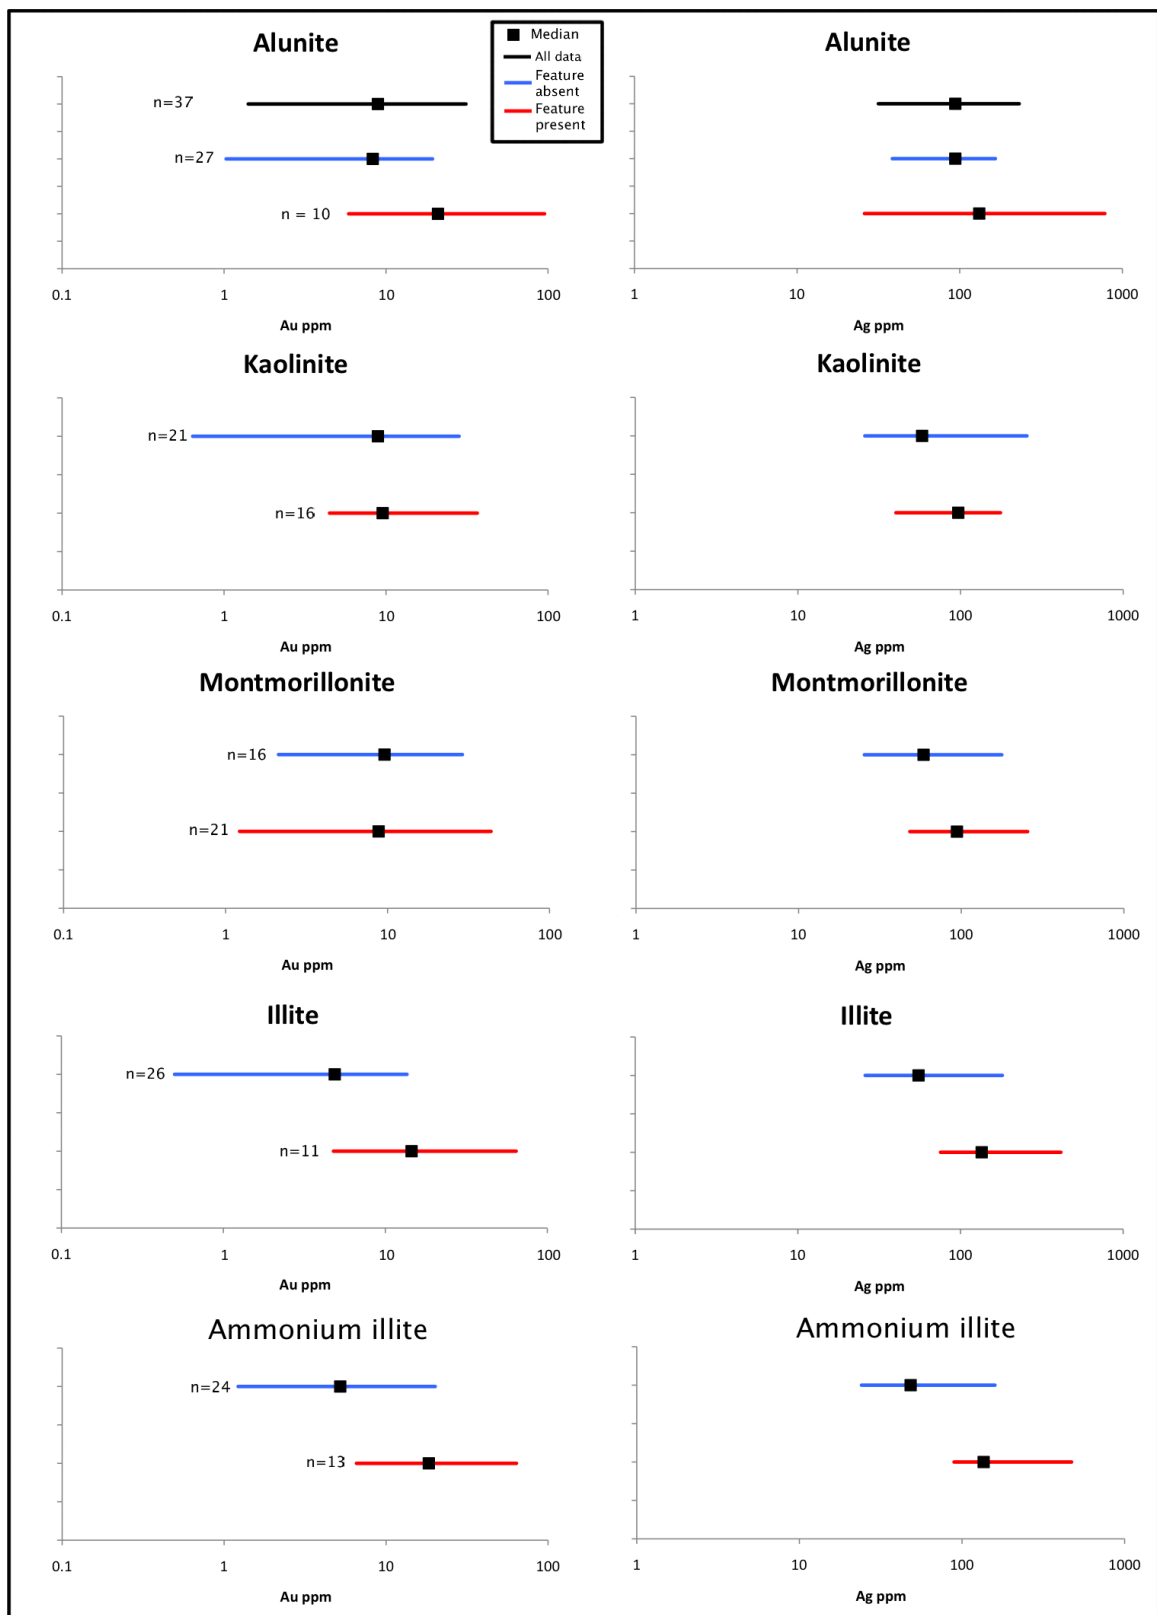 Alunite
Median
All data
Feature
absent
Feature
present
Alunite
n=37
n=27
n = 10
0.1 1 10 100
Au ppm
1 10 100 1000
Ag ppm
Kaolinite
Kaolinite
n=21
n=16
0.1 1 10 100
Au ppm
1 10 100 1000
Ag ppm
Montmorillonite
Montmorillonite
n=16
n=21
0.1 1 10 100
Au ppm
1 10 100 1000
Ag ppm
Illite
Illite
n=26
n=11
0.1 1 10 100
Au ppm
1 10 100 1000
Ag ppm
Ammonium illite
Ammonium illite
n=24
n=13
0.1 1 10 100
Au ppm
1 10 100 1000
Ag ppm